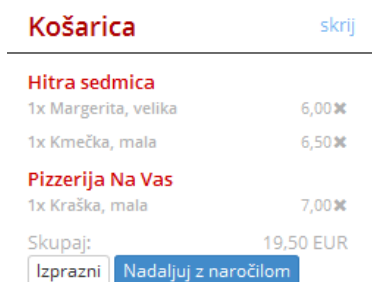 Košarica skrij
Hitra sedmica
1x Margerita, velika 6,00✖
1x Kmečka, mala 6,50✖
Pizzerija Na Vas
1x Kraška, mala 7,00✖
Skupaj: 19,50 EUR
Izprazni Nadaljuj z naročilom